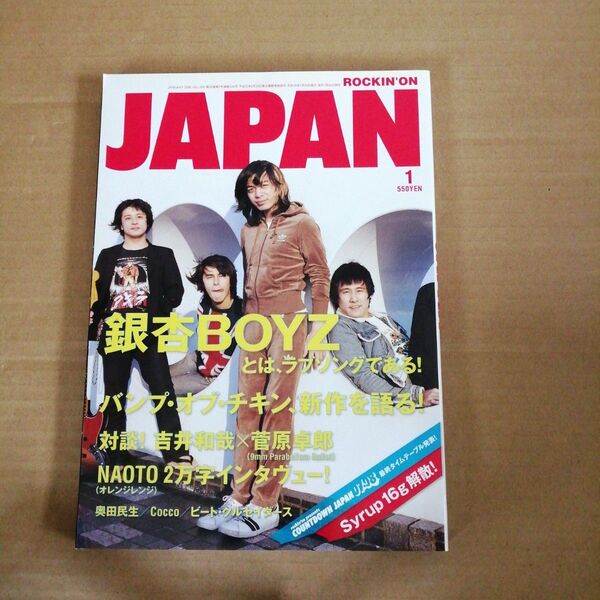 ROCKIN'ON
JAPAN
1
550YEN
銀杏BOYZ
とは、ラブソングである!
バンプ・オブ・チキン、新作を語る!
対談! 吉井和哉×菅原卓郎
(9mm Parabellum Bullet)
NAOTO 2万字インタヴュー!
(オレンジレンジ)
奥田民生/Cocco/ビート・クルセイダース
COUNTDOWN JAPAN 07/08 最終タイムテーブル発表!
Syrup16g 解散!